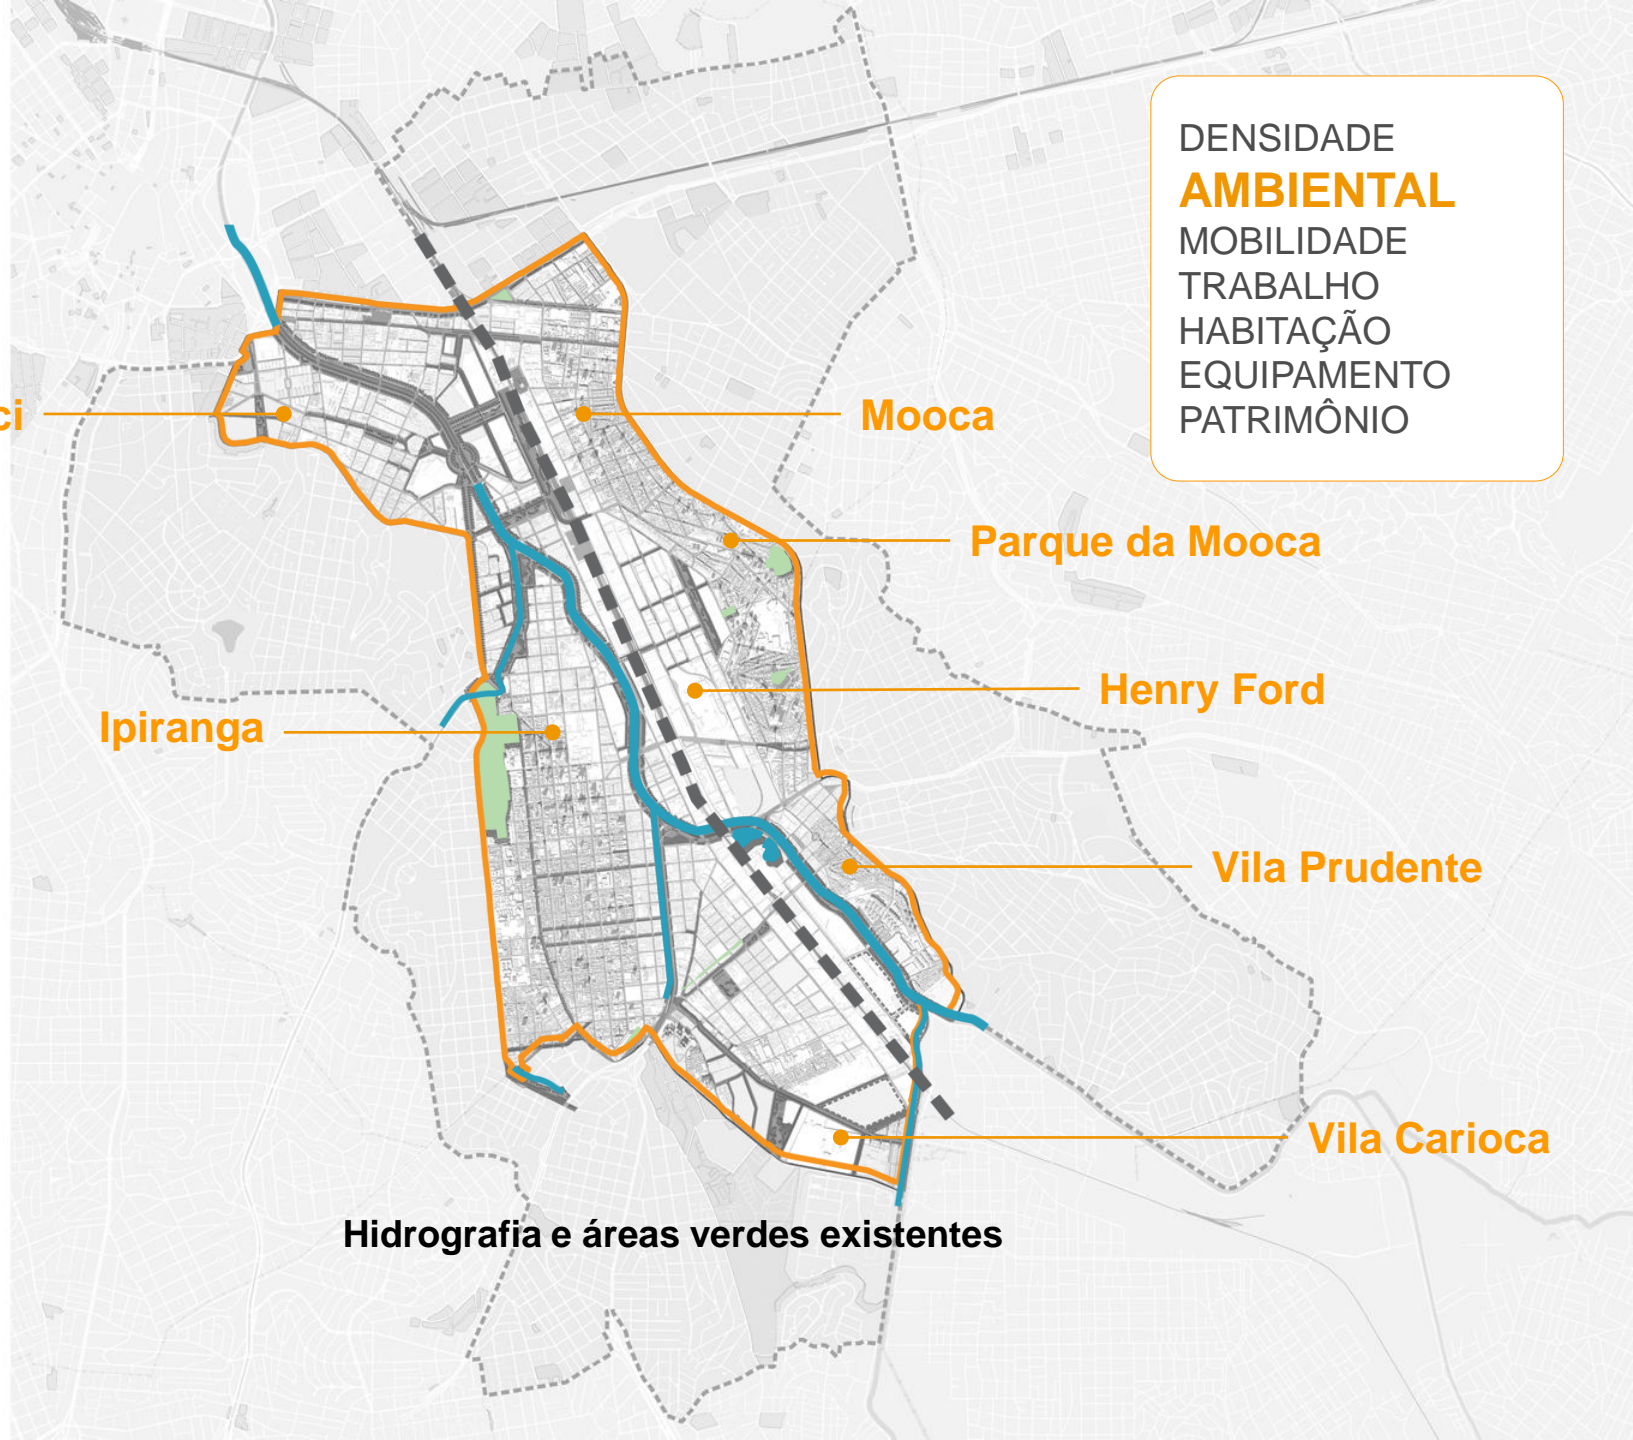 DENSIDADE
AMBIENTAL
MOBILIDADE
TRABALHO
HABITAÇÃO
EQUIPAMENTO
PATRIMÔNIO
ci
Mooca
Parque da Mooca
Henry Ford
Ipiranga
Vila Prudente
Vila Carioca
Hidrografia e áreas verdes existentes